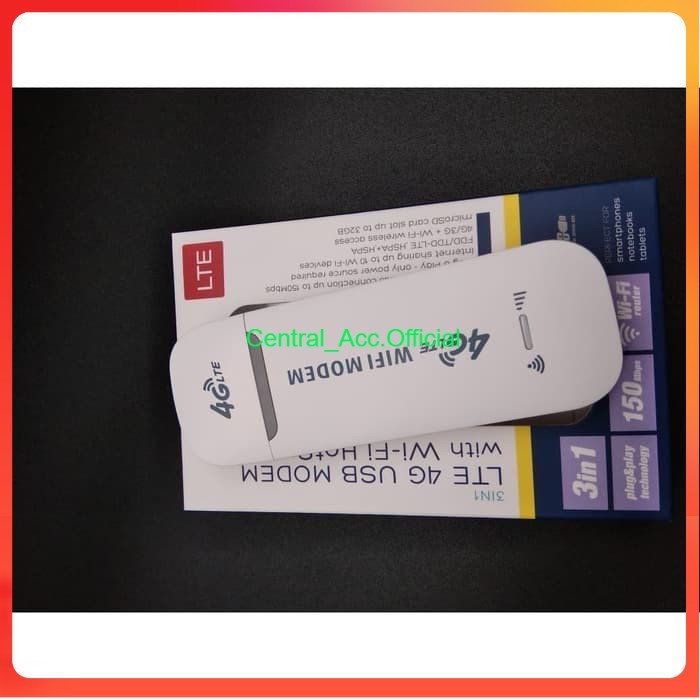 LTE
microSD card slot up to 32GB
4G/3G + Wi-Fi wireless access
FDD/TDD-LTE, HSPA+HSPA
Internet sharing up to 10 Wi-Fi devices
Play - only power source required
connection up to 150Mbps
PERFECT FOR
smartphones
notebooks
tablets
Central_Acc.Official
4G LTE
WIFI MODEM
4G LTE
3IN1
LTE 4G USB MODEM
with Wi-Fi
Wi-Fi
router
150 Mbps
3in1
plug&play
technology